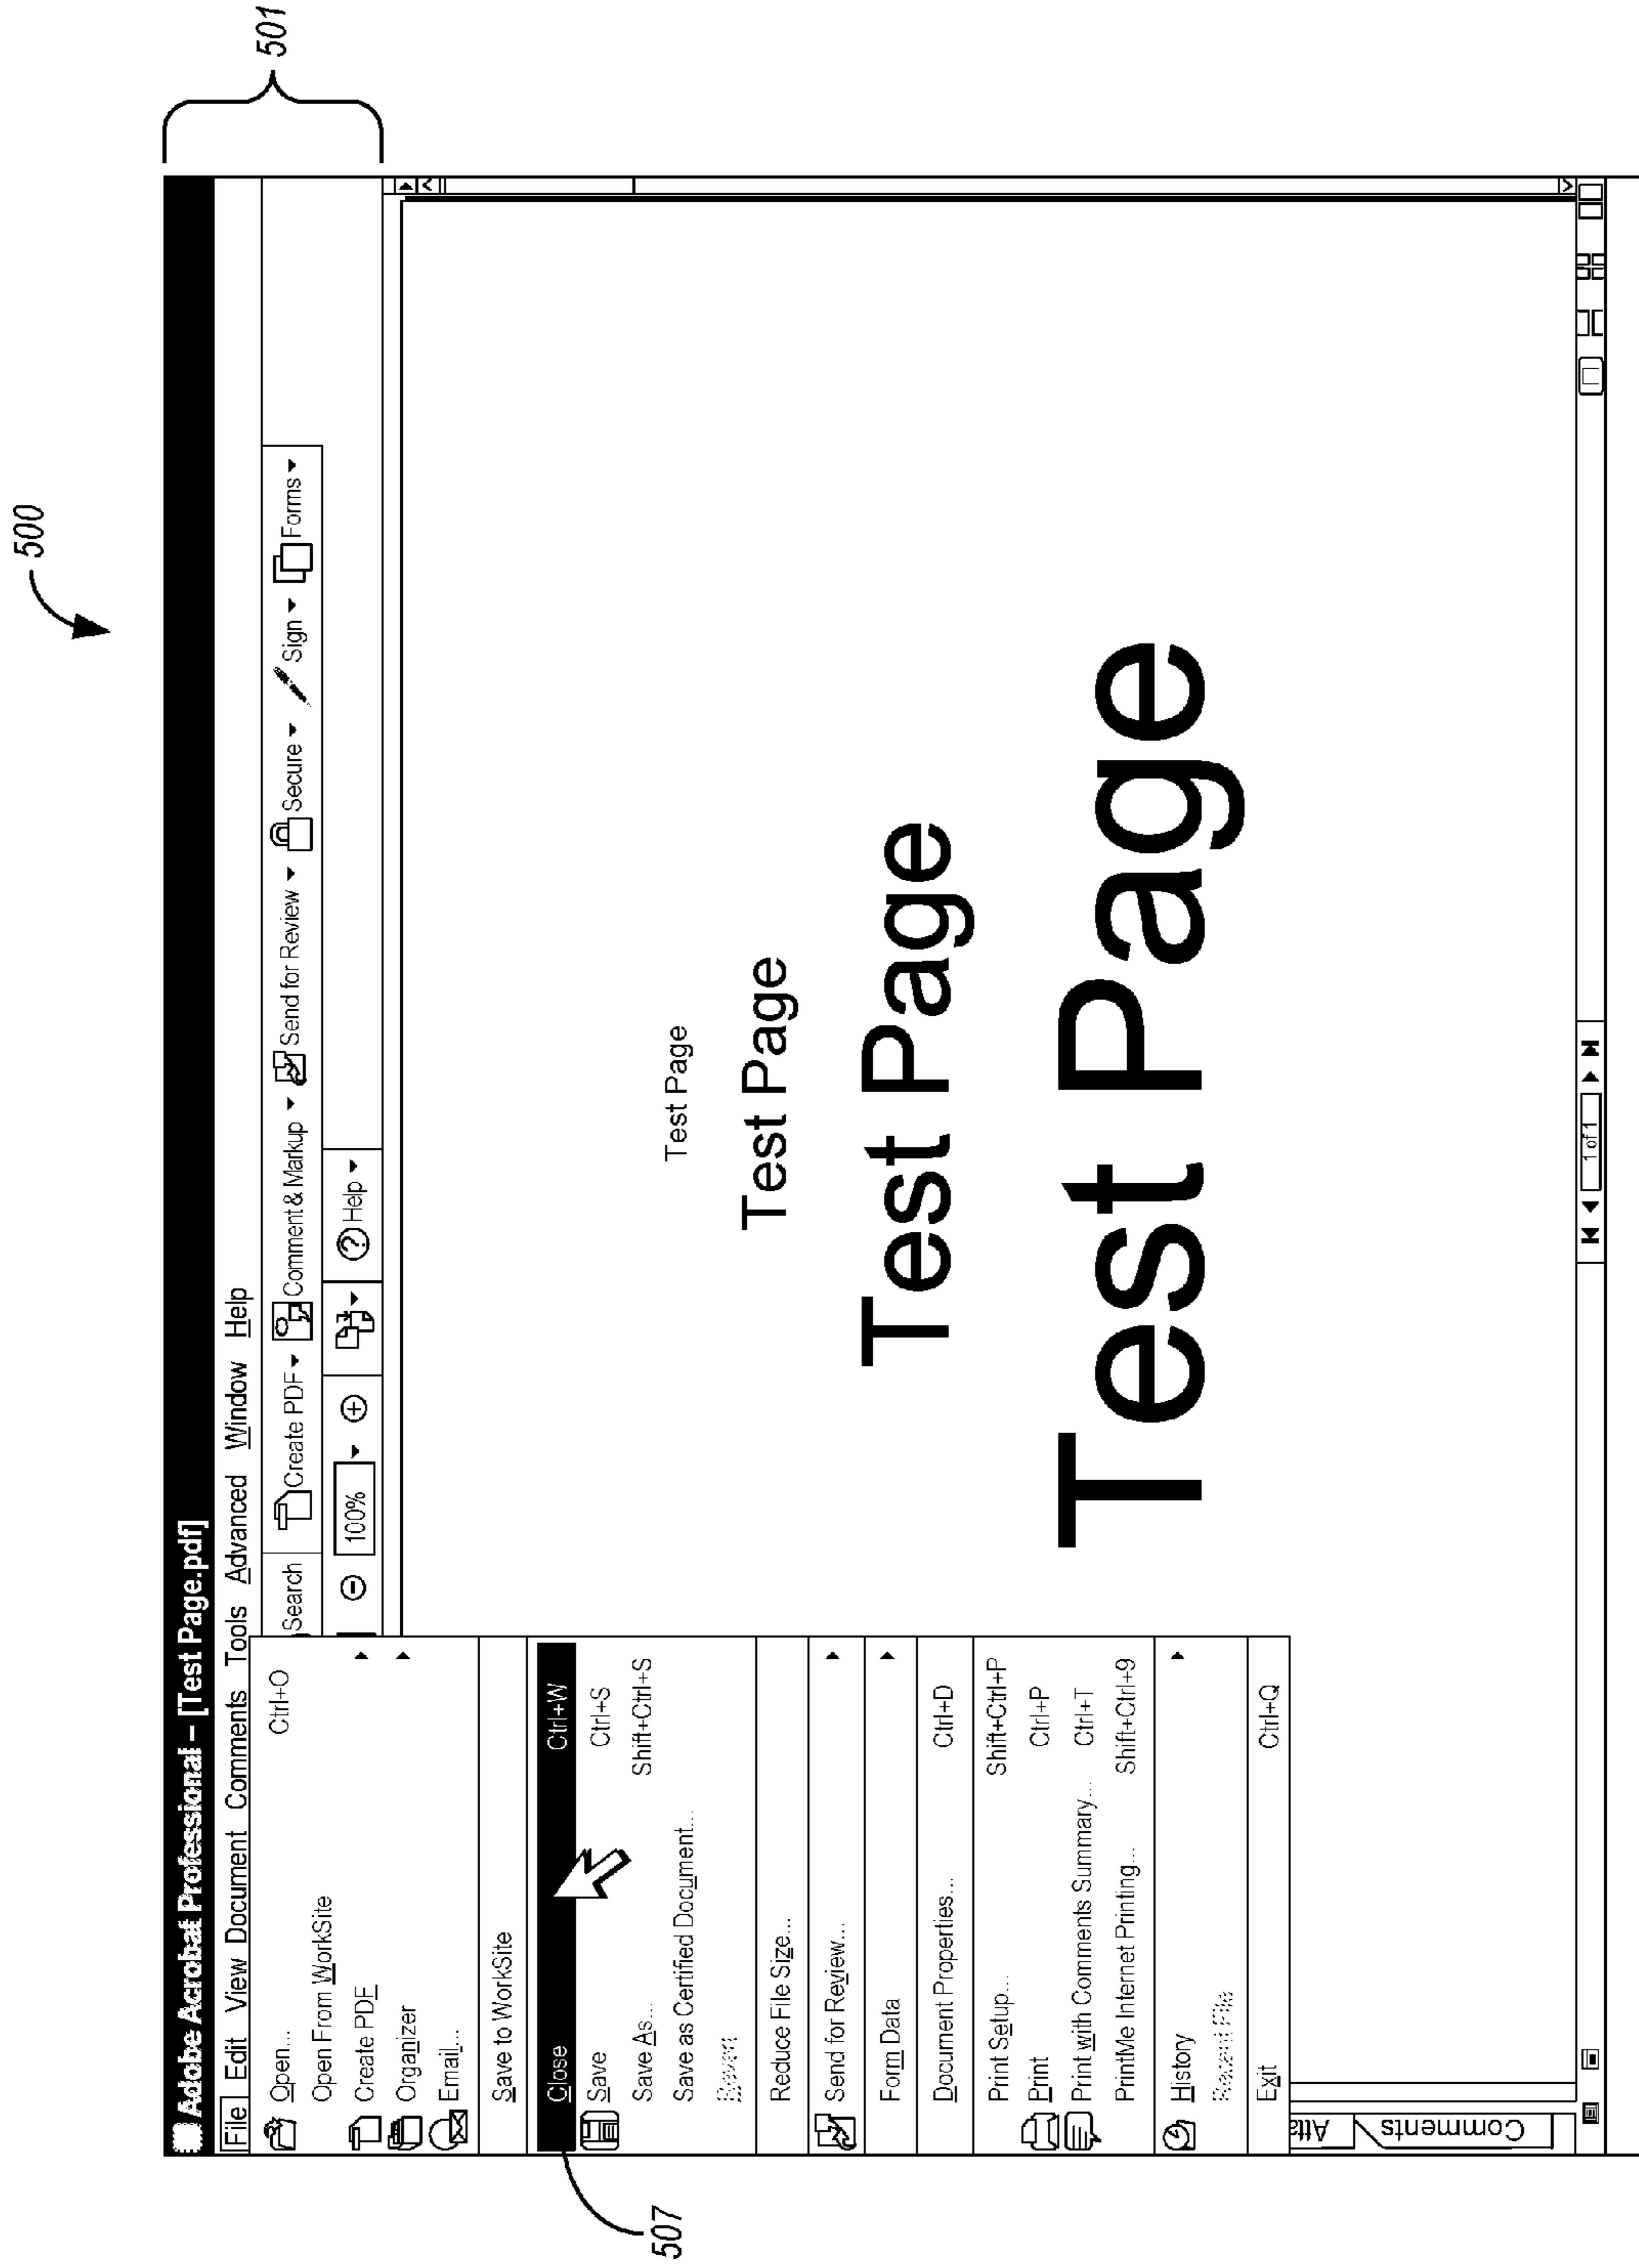 500
501
Adobe Acrobat Professional – [Test Page.pdf]
File Edit View Document Comments Tools Advanced Window Help
Search Create PDF Comment & Markup Send for Review Secure Sign Forms
100% Help
Open... Ctrl+O
Open From WorkSite
Create PDF
Organizer
Email...
Save to WorkSite
Close Ctrl+W
Save Ctrl+S
Save As... Shift+Ctrl+S
Save as Certified Document...
Revert
Reduce File Size...
Send for Review...
Form Data
Document Properties... Ctrl+D
Print Setup... Shift+Ctrl+P
Print Ctrl+P
Print with Comments Summary... Ctrl+T
PrintMe Internet Printing... Shift+Ctrl+9
History
Recent File
Exit Ctrl+Q
507
Test Page
Test Page
Test Page
Test Page
Atta
Comments
1 of 1